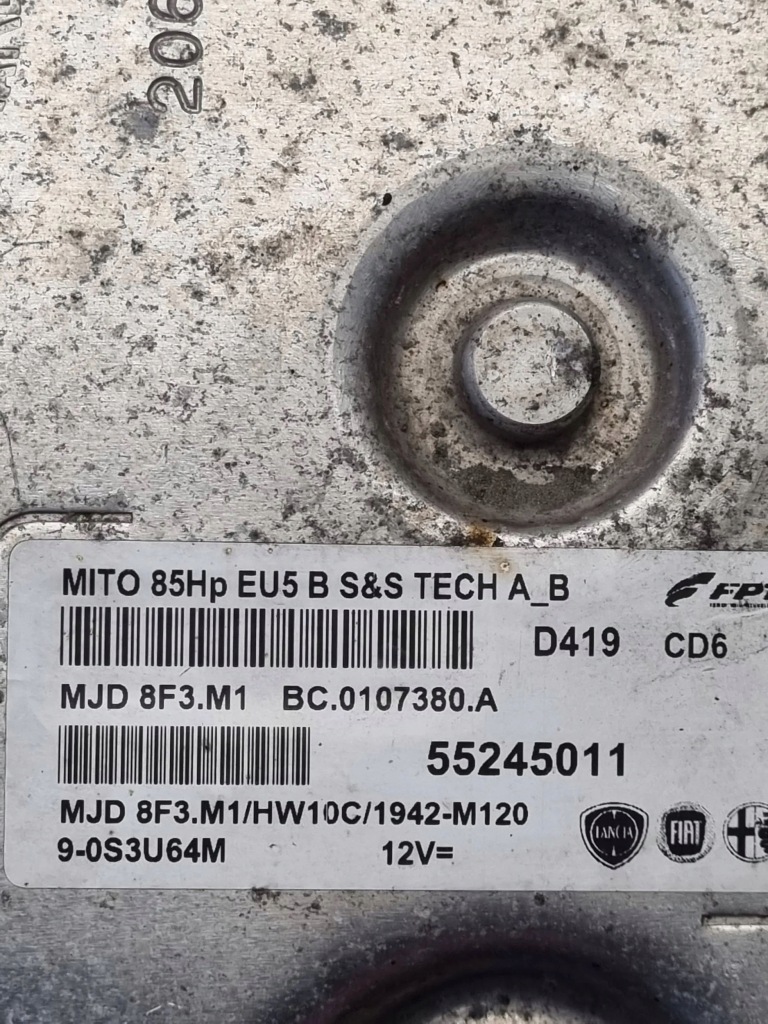 206
MITO 85Hp EU5 B S&S TECH A_B
FPT
D419 CD6
MJD 8F3.M1 BC.0107380.A
55245011
MJD 8F3.M1/HW10C/1942-M120
LANCIA FIAT
9-0S3U64M 12V=